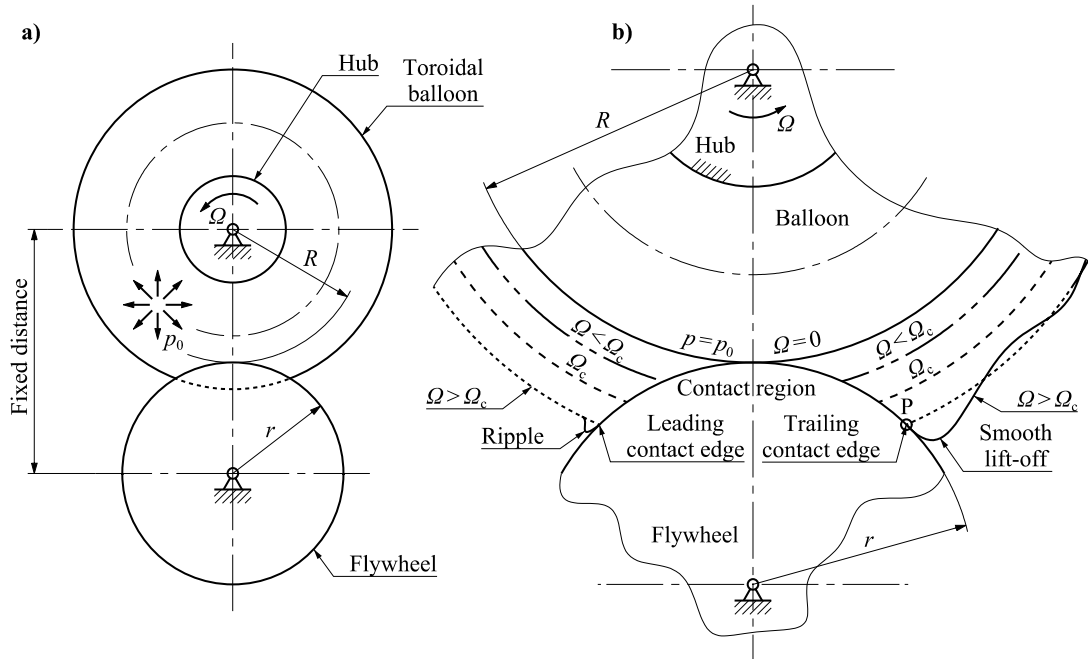 a)
Hub
Toroidal
balloon
Ω
R
p₀
Fixed distance
r
Flywheel
b)
R
Ω
Hub
Balloon
Ω < Ωc
p = p₀
Ω = 0
Ω < Ωc
Ωc
Ωc
Ω > Ωc
Contact region
P
Ω > Ωc
Ripple
Leading
contact edge
Trailing
contact edge
Smooth
lift-off
Flywheel
r